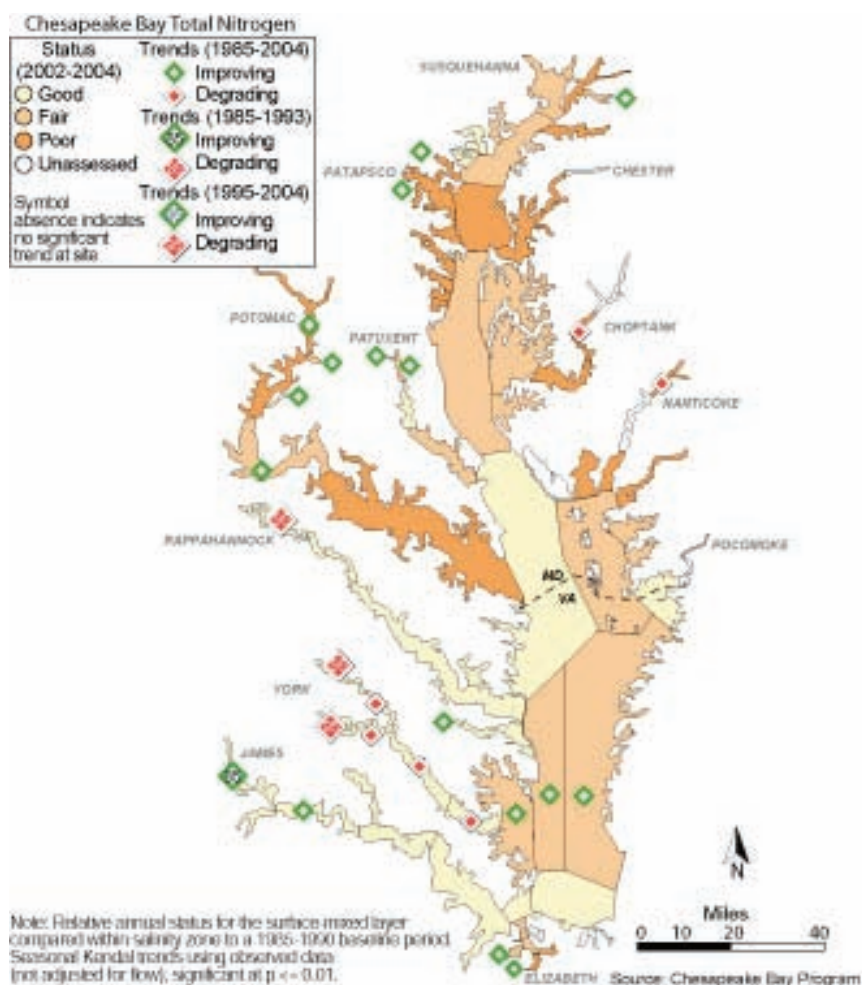 Chesapeake Bay Total Nitrogen
Status
(2002-2004)
Good
Fair
Poor
Unassessed
Symbol
absence indicates
no significant
trend at site
Trends (1985-2004)
Improving
Degrading
Trends (1985-1993)
Improving
Degrading
Trends (1995-2004)
Improving
Degrading
SUSQUEHANNA
PATAPSCO
CHESTER
POTOMAC
PATUXENT
CHOPTANK
NANTICOKE
RAPPAHANNOCK
POCOMOKE
MD
VA
YORK
JAMES
ELIZABETH
N
Miles
0 10 20 40
Note: Relative annual status for the surface mixed layer
compared within salinity zone to a 1985-1990 baseline period.
Seasonal Kendal trends using observed data
(not adjusted for flow), significant at p <= 0.01.
Source: Chesapeake Bay Program